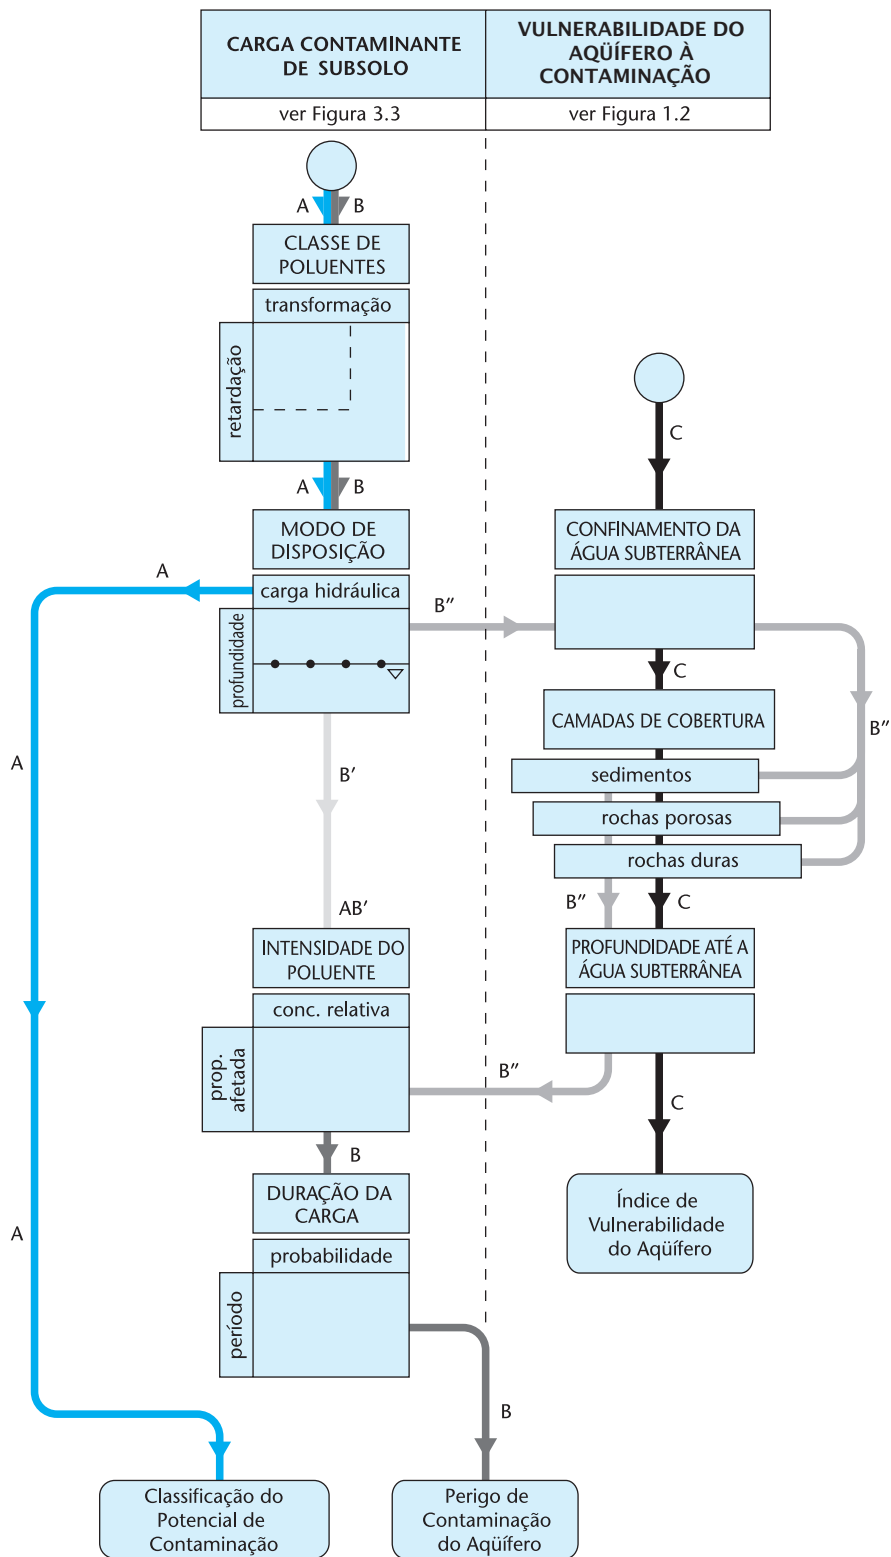 CARGA CONTAMINANTE
DE SUBSOLO
VULNERABILIDADE DO
AQÜÍFERO À
CONTAMINAÇÃO
ver Figura 3.3
ver Figura 1.2
A
B
CLASSE DE
POLUENTES
transformação
retardação
C
A
B
MODO DE
DISPOSIÇÃO
CONFINAMENTO DA
ÁGUA SUBTERRÂNEA
A
carga hidráulica
B″
profundidade
C
CAMADAS DE COBERTURA
B″
A
B′
sedimentos
rochas porosas
rochas duras
AB′
B″
C
INTENSIDADE DO
POLUENTE
PROFUNDIDADE ATÉ A
ÁGUA SUBTERRÂNEA
conc. relativa
prop.
afetada
B″
C
B
DURAÇÃO DA
CARGA
Índice de
Vulnerabilidade
do Aqüífero
A
probabilidade
período
B
Classificação do
Potencial de
Contaminação
Perigo de
Contaminação
do Aqüífero